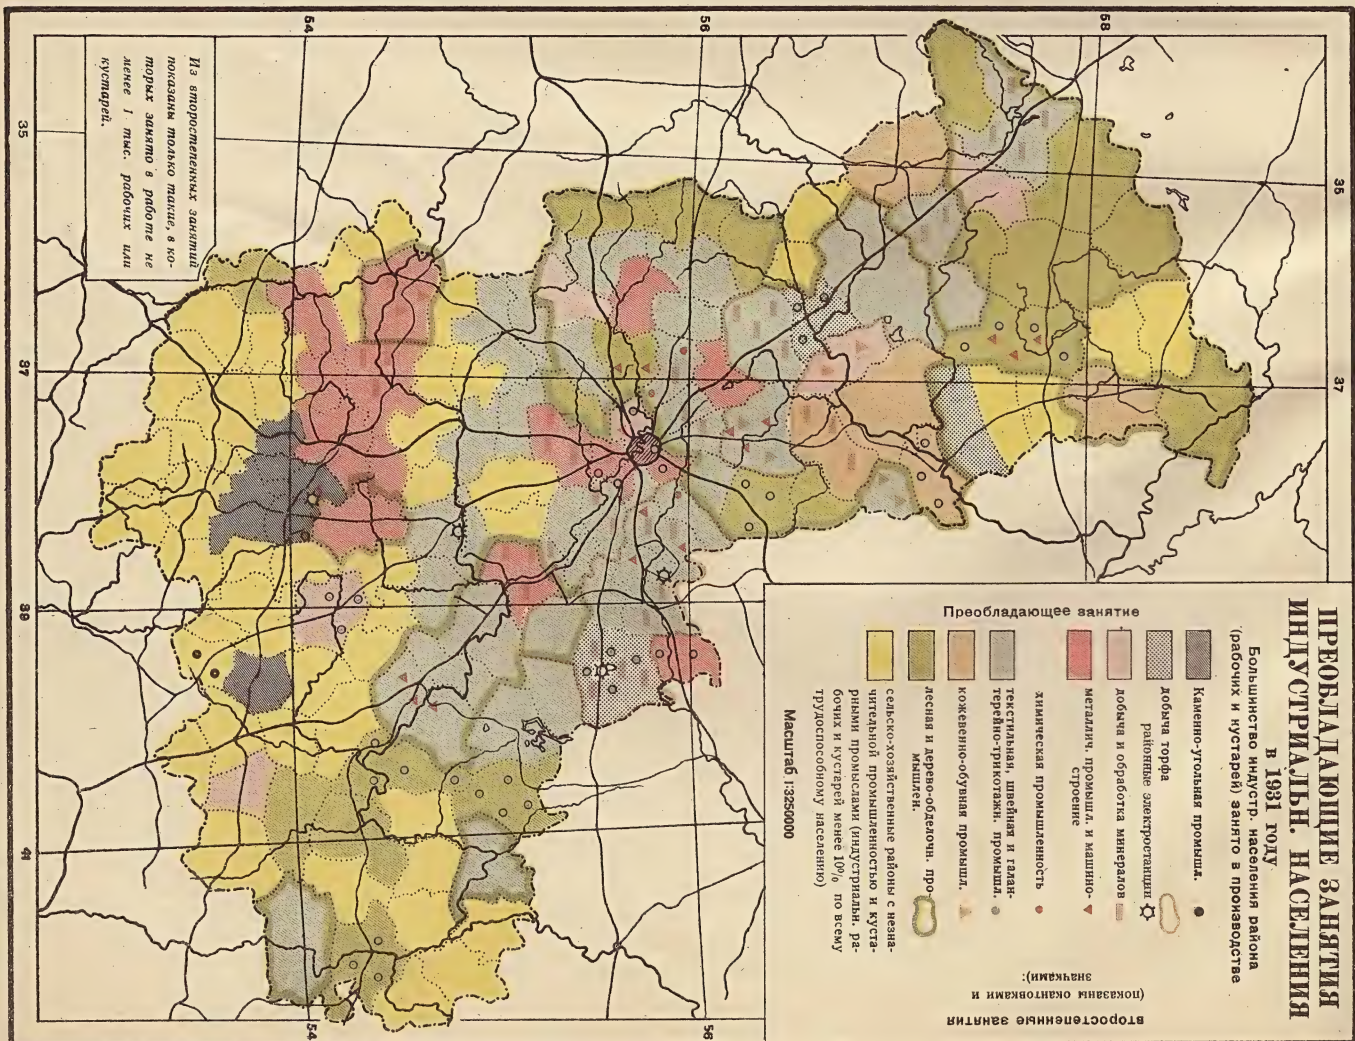 ПРЕОБЛАДАЮЩИЕ ЗАНЯТИЯ
ИНДУСТРИАЛЬН. НАСЕЛЕНИЯ
в 1931 году
Большинство индустр. населения района
(рабочих и кустарей) занято в производстве
Преобладающее занятие
Каменно-угольная промышл.
добыча торфа
районные электростанции
добыча и обработка минералов
металлич. промышл. и машино-
строение
химическая промышленность
текстильная, швейная и галан-
терейно-трикотажн. промышл.
кожевенно-обувная промышл.
лесная и дерево-обделочн. про-
мышлен.
сельско-хозяйственные районы с незна-
чительной промышленностью и куста-
рными промыслами (индустриальн. ра-
бочих и кустарей менее 10% по всему
трудоспособному населению)
второстепенные занятия
(показаны окантовками и
значками):
Масштаб 1:3250000
Из второстепенных занятий
показаны только такие, в ко-
торых занято в работе не
менее 1 тыс. рабочих или
кустарей.
54
56
58
35
37
39
41
35
37
54
56